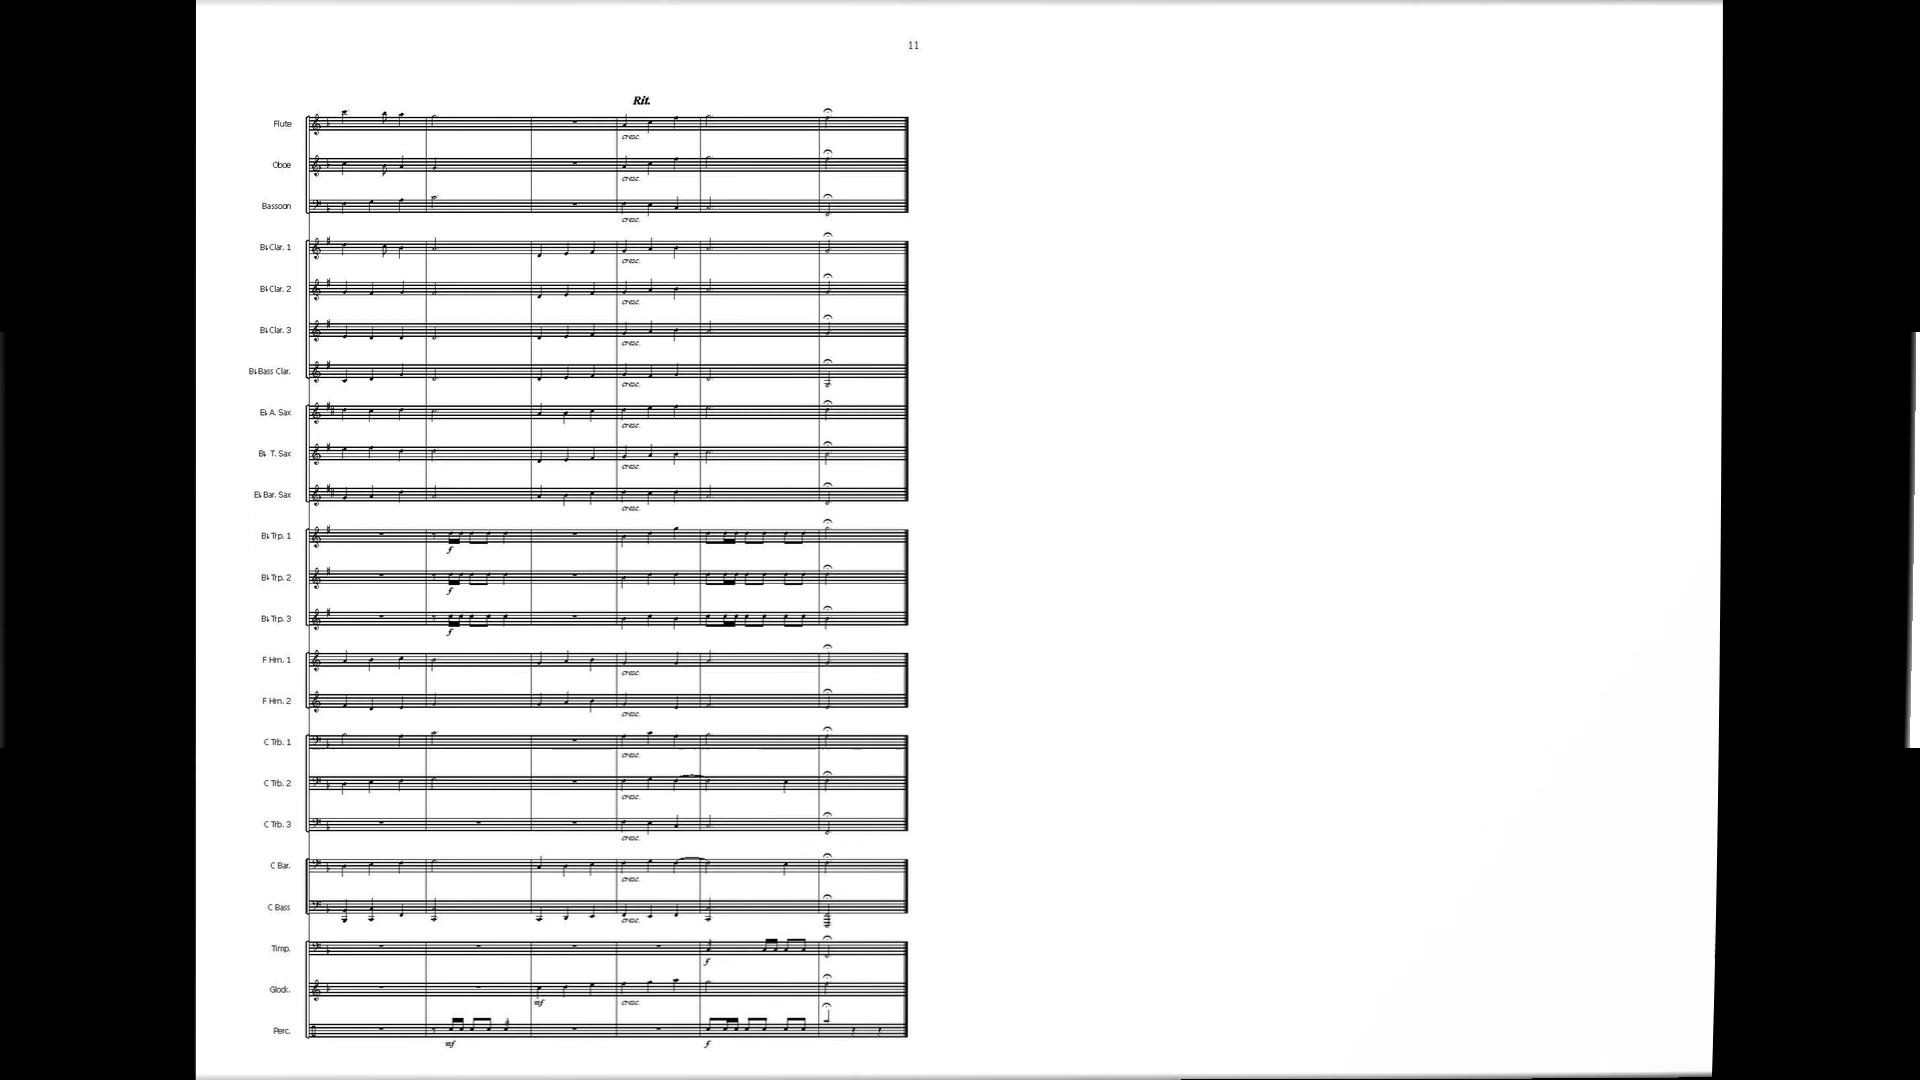 11
Rit.
Flute
cresc.
Oboe
cresc.
Bassoon
cresc.
B♭ Clar. 1
cresc.
B♭ Clar. 2
cresc.
B♭ Clar. 3
cresc.
B♭ Bass Clar.
cresc.
E♭ A. Sax
cresc.
B♭ T. Sax
cresc.
E♭ Bar. Sax
cresc.
B♭ Trp. 1
f
B♭ Trp. 2
f
B♭ Trp. 3
f
F Hrn. 1
cresc.
F Hrn. 2
cresc.
C Trb. 1
cresc.
C Trb. 2
cresc.
C Trb. 3
cresc.
C Bar.
cresc.
C Bass
cresc.
Timp.
f
Glock.
mf cresc.
Perc.
mf f